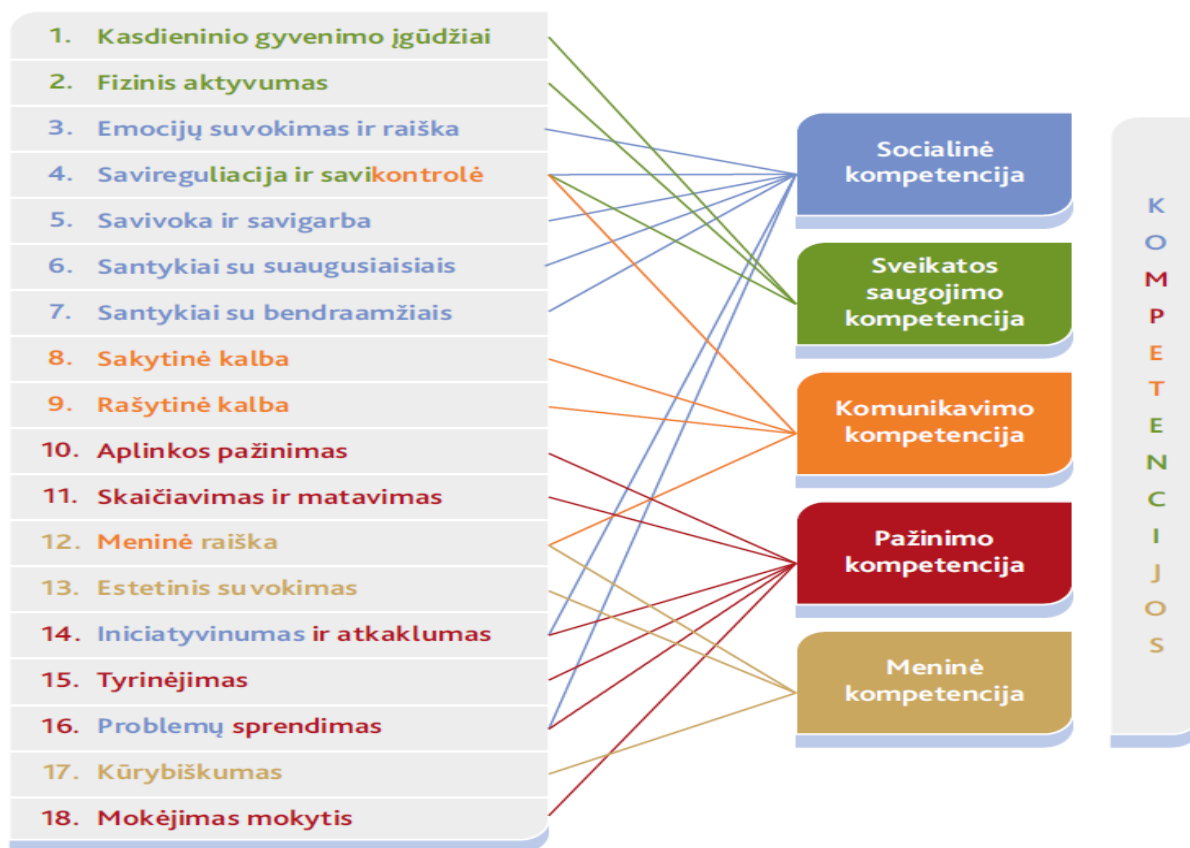 1. Kasdieninio gyvenimo įgūdžiai
2. Fizinis aktyvumas
3. Emocijų suvokimas ir raiška
4. Savireguliacija ir savikontrolė
5. Savivoka ir savigarba
6. Santykiai su suaugusiaisiais
7. Santykiai su bendraamžiais
8. Sakytinė kalba
9. Rašytinė kalba
10. Aplinkos pažinimas
11. Skaičiavimas ir matavimas
12. Meninė raiška
13. Estetinis suvokimas
14. Iniciatyvinumas ir atkaklumas
15. Tyrinėjimas
16. Problemų sprendimas
17. Kūrybiškumas
18. Mokėjimas mokytis
Socialinė
kompetencija
Sveikatos
saugojimo
kompetencija
Komunikavimo
kompetencija
Pažinimo
kompetencija
Meninė
kompetencija
K
O
M
P
E
T
E
N
C
I
J
O
S